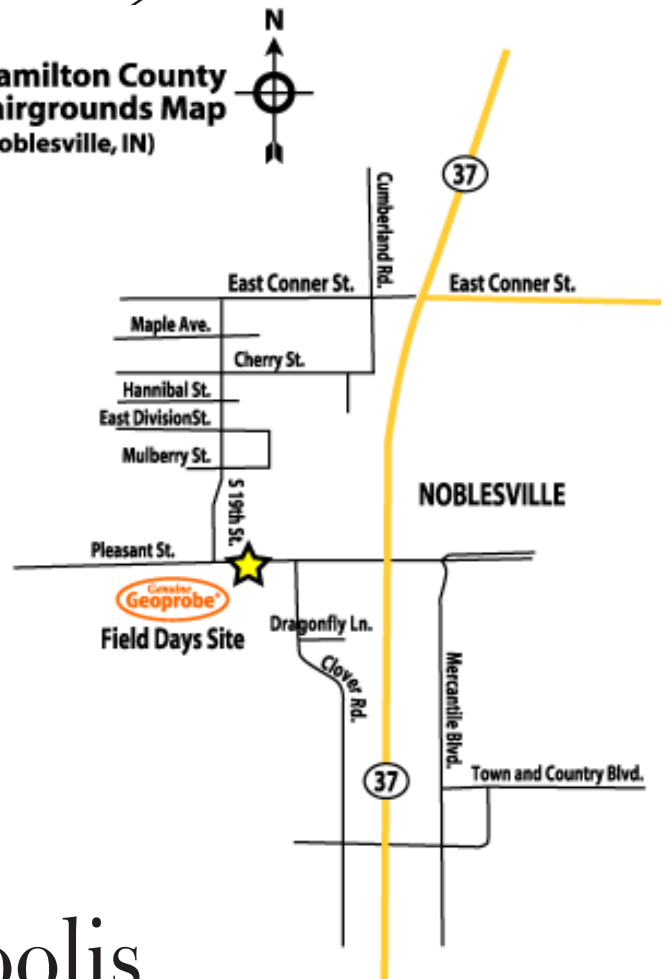 N
amilton County
airgrounds Map
oblesville, IN)
37
Cumberland Rd.
East Conner St.
East Conner St.
Maple Ave.
Cherry St.
Hannibal St.
East DivisionSt.
Mulberry St.
S 19th St.
NOBLESVILLE
Pleasant St.
Genuine
Geoprobe®
Field Days Site
Dragonfly Ln.
Clover Rd.
Mercantile Blvd.
37
Town and Country Blvd.
polis